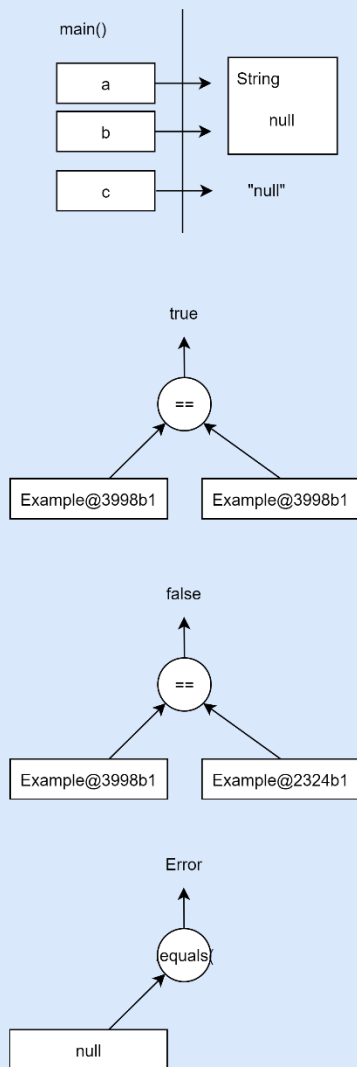 main()
a
String
null
b
c
"null"
true
==
Example@3998b1 Example@3998b1
false
==
Example@3998b1 Example@2324b1
Error
equals(
null